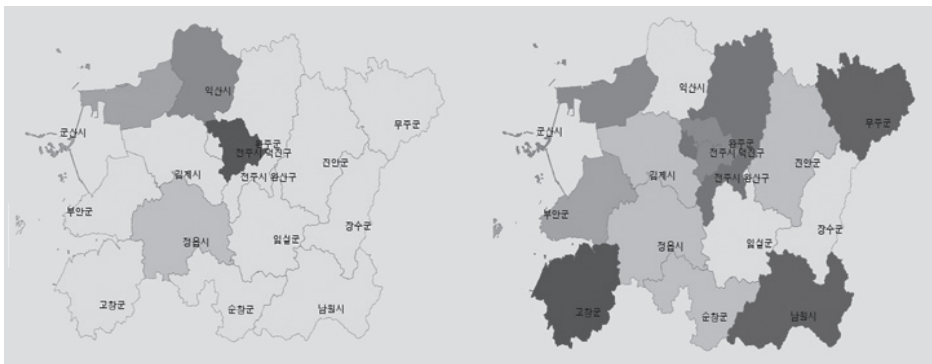 익산시
군산시
무주군
완주군
전주시 덕진구
진안군
김제시
전주시 완산구
부안군
장수군
정읍시
임실군
고창군
순창군
남원시
익산시
무주군
군산시
완주군
전주시 덕진구
진안군
김제시
전주시 완산구
부안군
장수군
정읍시
임실군
고창군
순창군
남원시